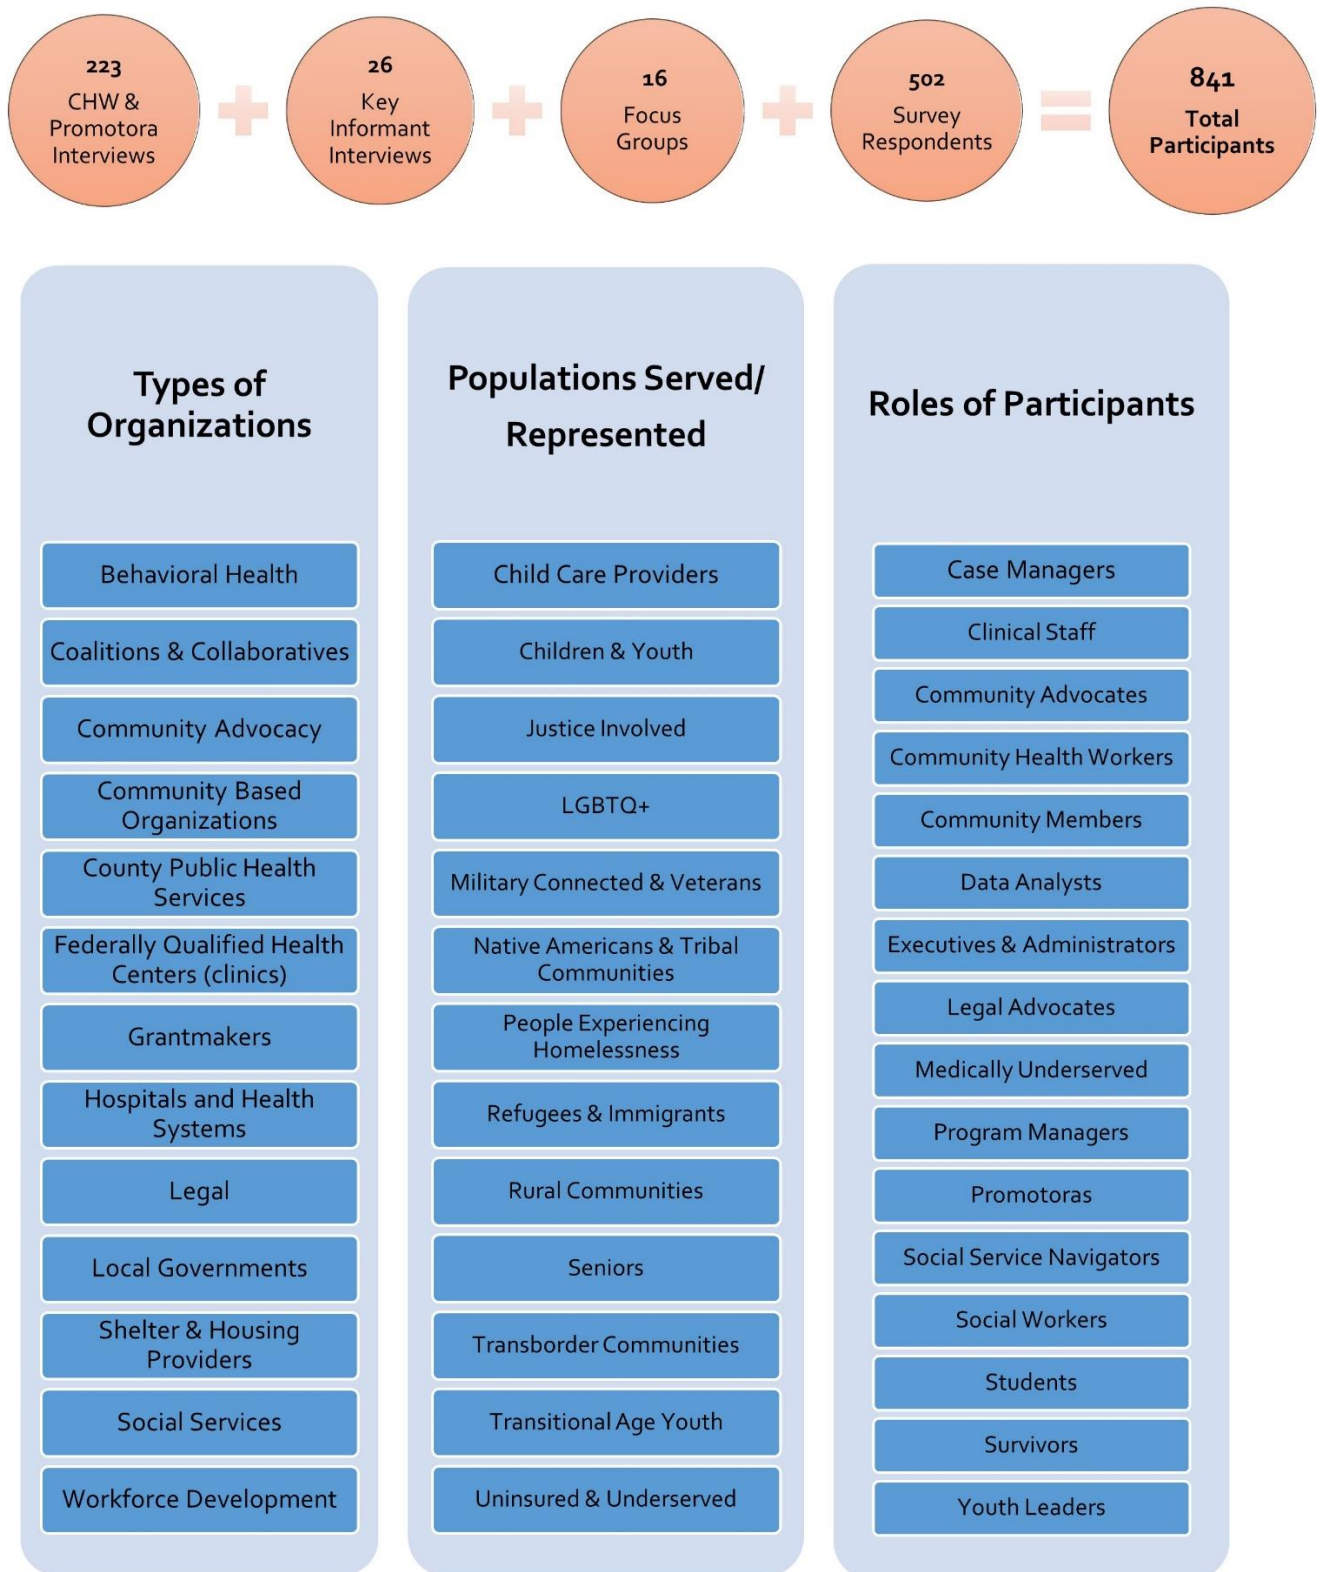 223
CHW &
Promotora
Interviews
26
Key
Informant
Interviews
16
Focus
Groups
502
Survey
Respondents
841
Total
Participants
Types of
Organizations
Behavioral Health
Coalitions & Collaboratives
Community Advocacy
Community Based
Organizations
County Public Health
Services
Federally Qualified Health
Centers (clinics)
Grantmakers
Hospitals and Health
Systems
Legal
Local Governments
Shelter & Housing
Providers
Social Services
Workforce Development
Populations Served/
Represented
Child Care Providers
Children & Youth
Justice Involved
LGBTQ+
Military Connected & Veterans
Native Americans & Tribal
Communities
People Experiencing
Homelessness
Refugees & Immigrants
Rural Communities
Seniors
Transborder Communities
Transitional Age Youth
Uninsured & Underserved
Roles of Participants
Case Managers
Clinical Staff
Community Advocates
Community Health Workers
Community Members
Data Analysts
Executives & Administrators
Legal Advocates
Medically Underserved
Program Managers
Promotoras
Social Service Navigators
Social Workers
Students
Survivors
Youth Leaders